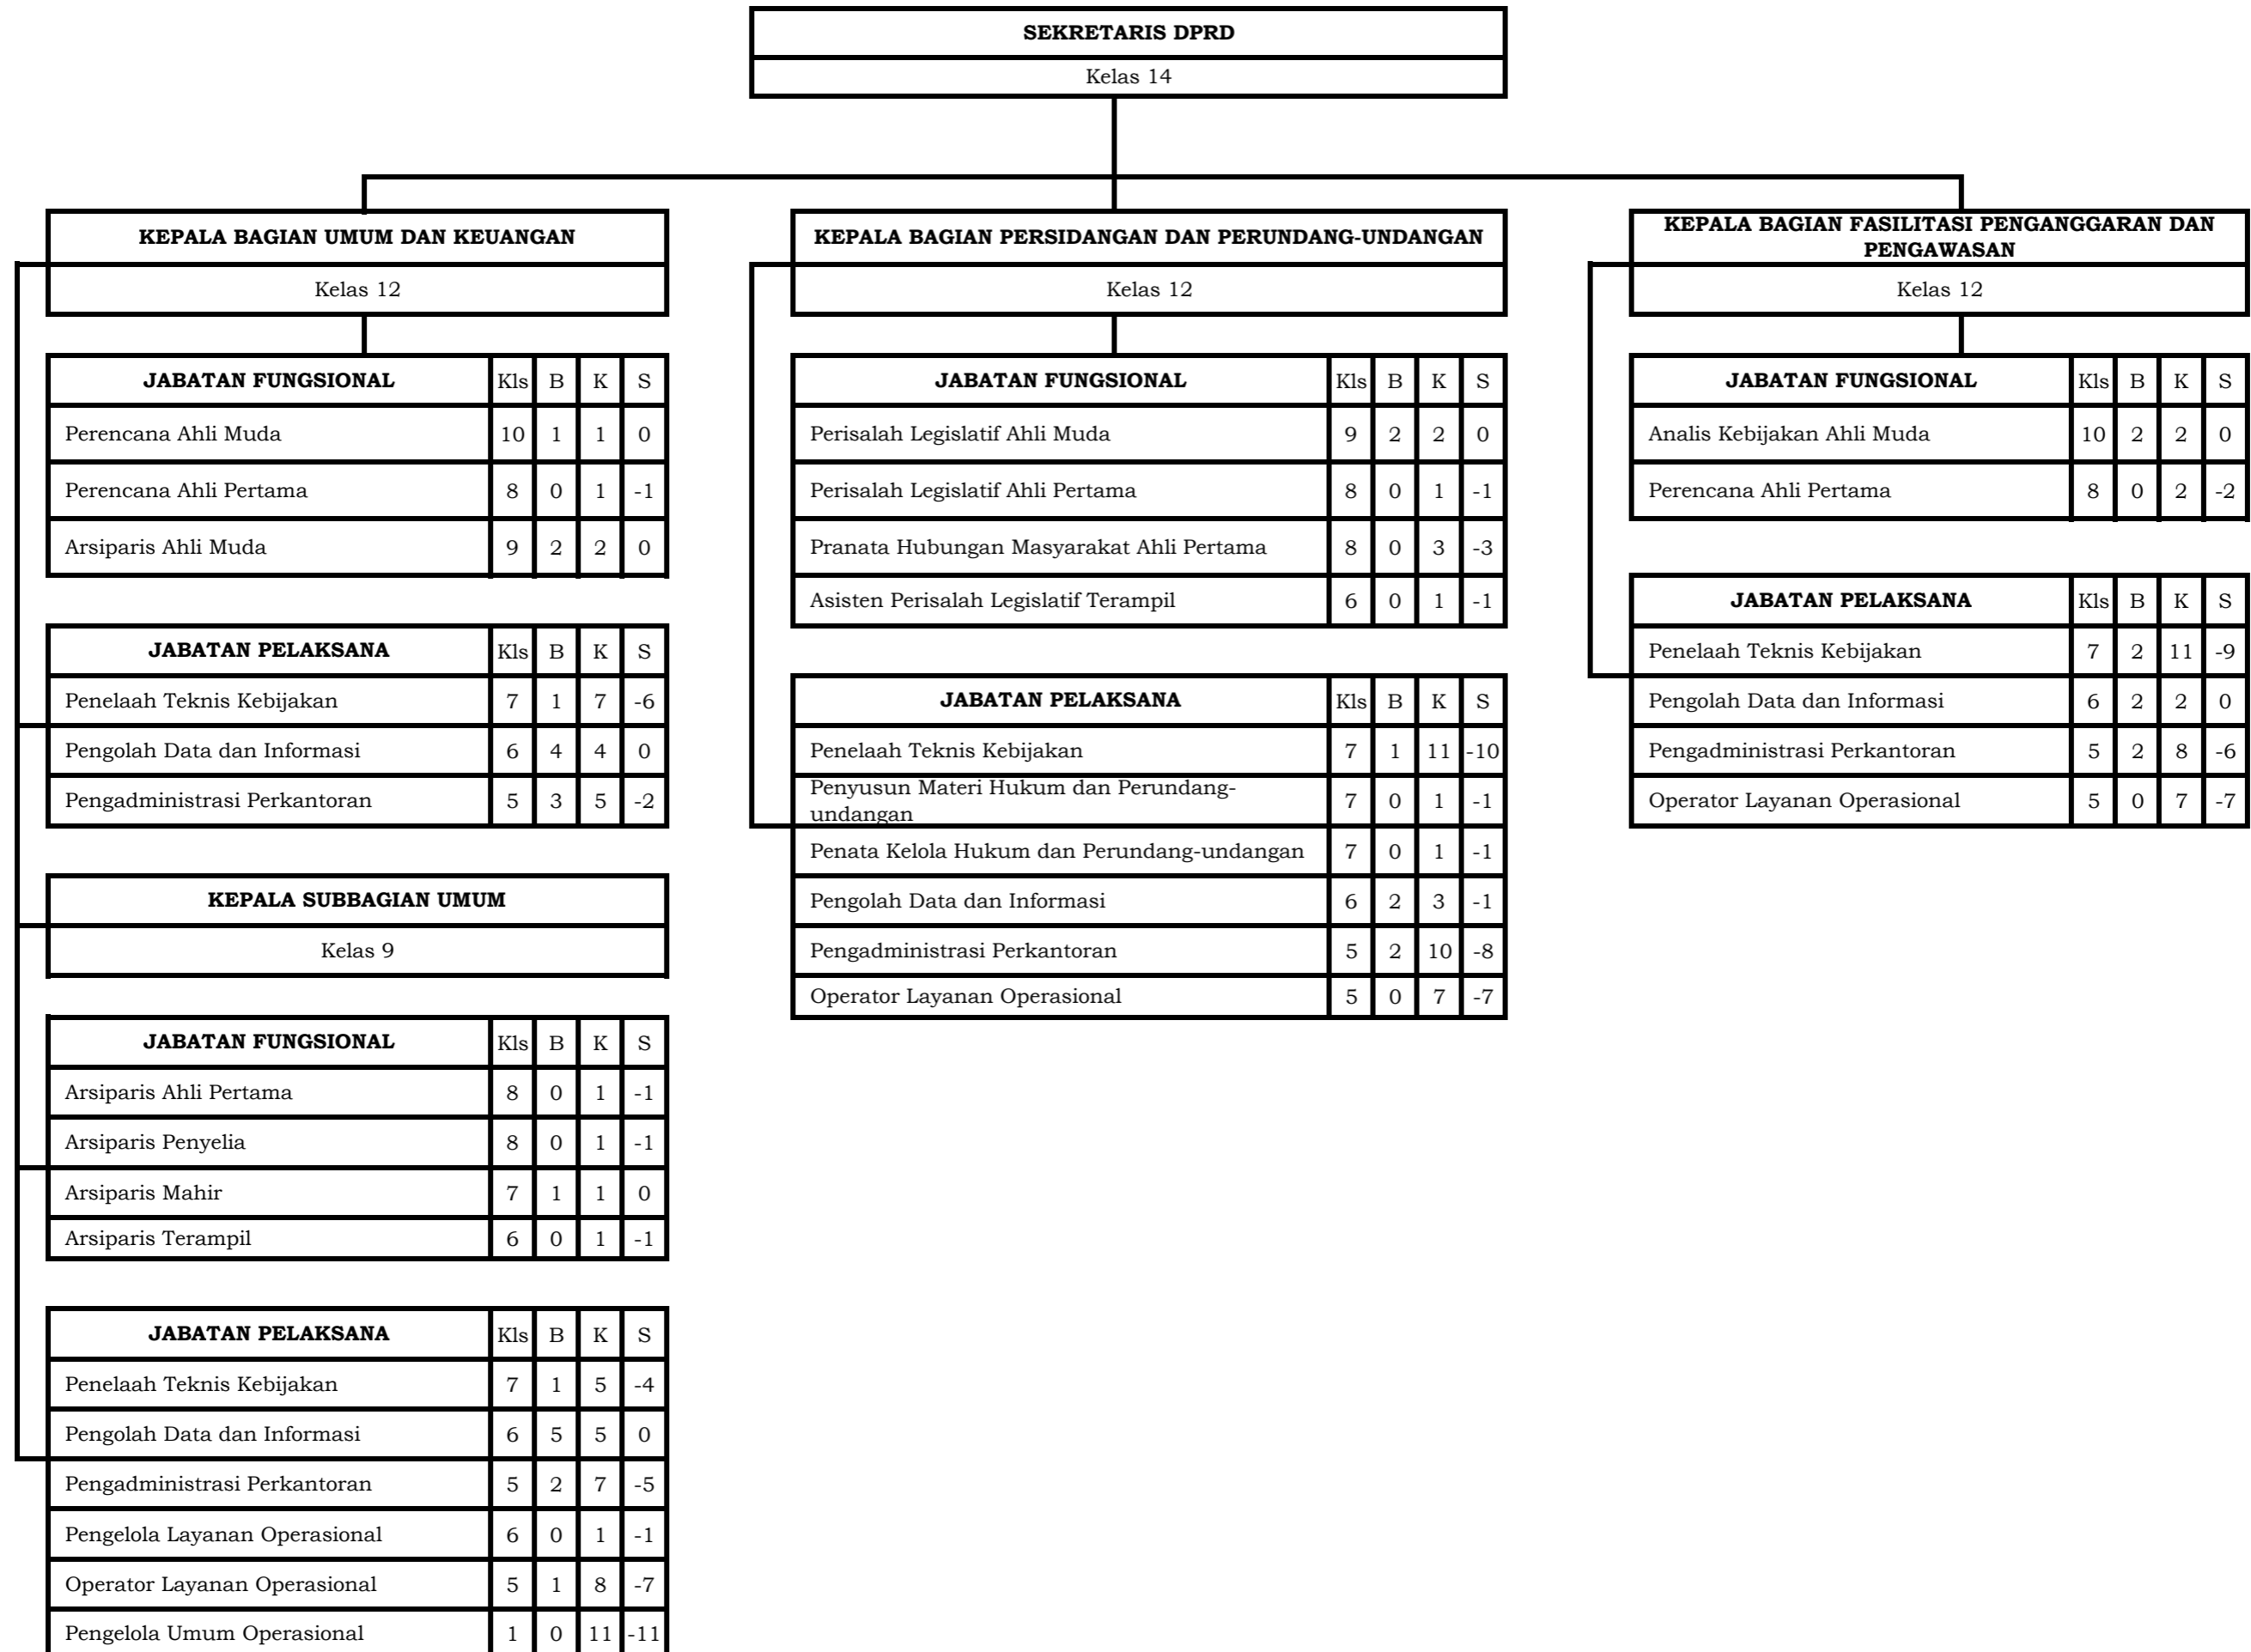 SEKRETARIS DPRD
Kelas 14
KEPALA BAGIAN UMUM DAN KEUANGAN
Kelas 12
JABATAN FUNGSIONAL Kls B K S
Perencana Ahli Muda 10 1 1 0
Perencana Ahli Pertama 8 0 1 -1
Arsiparis Ahli Muda 9 2 2 0
JABATAN PELAKSANA Kls B K S
Penelaah Teknis Kebijakan 7 1 7 -6
Pengolah Data dan Informasi 6 4 4 0
Pengadministrasi Perkantoran 5 3 5 -2
KEPALA SUBBAGIAN UMUM
Kelas 9
JABATAN FUNGSIONAL Kls B K S
Arsiparis Ahli Pertama 8 0 1 -1
Arsiparis Penyelia 8 0 1 -1
Arsiparis Mahir 7 1 1 0
Arsiparis Terampil 6 0 1 -1
JABATAN PELAKSANA Kls B K S
Penelaah Teknis Kebijakan 7 1 5 -4
Pengolah Data dan Informasi 6 5 5 0
Pengadministrasi Perkantoran 5 2 7 -5
Pengelola Layanan Operasional 6 0 1 -1
Operator Layanan Operasional 5 1 8 -7
Pengelola Umum Operasional 1 0 11 -11
KEPALA BAGIAN PERSIDANGAN DAN PERUNDANG-UNDANGAN
Kelas 12
JABATAN FUNGSIONAL Kls B K S
Perisalah Legislatif Ahli Muda 9 2 2 0
Perisalah Legislatif Ahli Pertama 8 0 1 -1
Pranata Hubungan Masyarakat Ahli Pertama 8 0 3 -3
Asisten Perisalah Legislatif Terampil 6 0 1 -1
JABATAN PELAKSANA Kls B K S
Penelaah Teknis Kebijakan 7 1 11 -10
Penyusun Materi Hukum dan Perundang-
undangan 7 0 1 -1
Penata Kelola Hukum dan Perundang-undangan 7 0 1 -1
Pengolah Data dan Informasi 6 2 3 -1
Pengadministrasi Perkantoran 5 2 10 -8
Operator Layanan Operasional 5 0 7 -7
KEPALA BAGIAN FASILITASI PENGANGGARAN DAN
PENGAWASAN
Kelas 12
JABATAN FUNGSIONAL Kls B K S
Analis Kebijakan Ahli Muda 10 2 2 0
Perencana Ahli Pertama 8 0 2 -2
JABATAN PELAKSANA Kls B K S
Penelaah Teknis Kebijakan 7 2 11 -9
Pengolah Data dan Informasi 6 2 2 0
Pengadministrasi Perkantoran 5 2 8 -6
Operator Layanan Operasional 5 0 7 -7